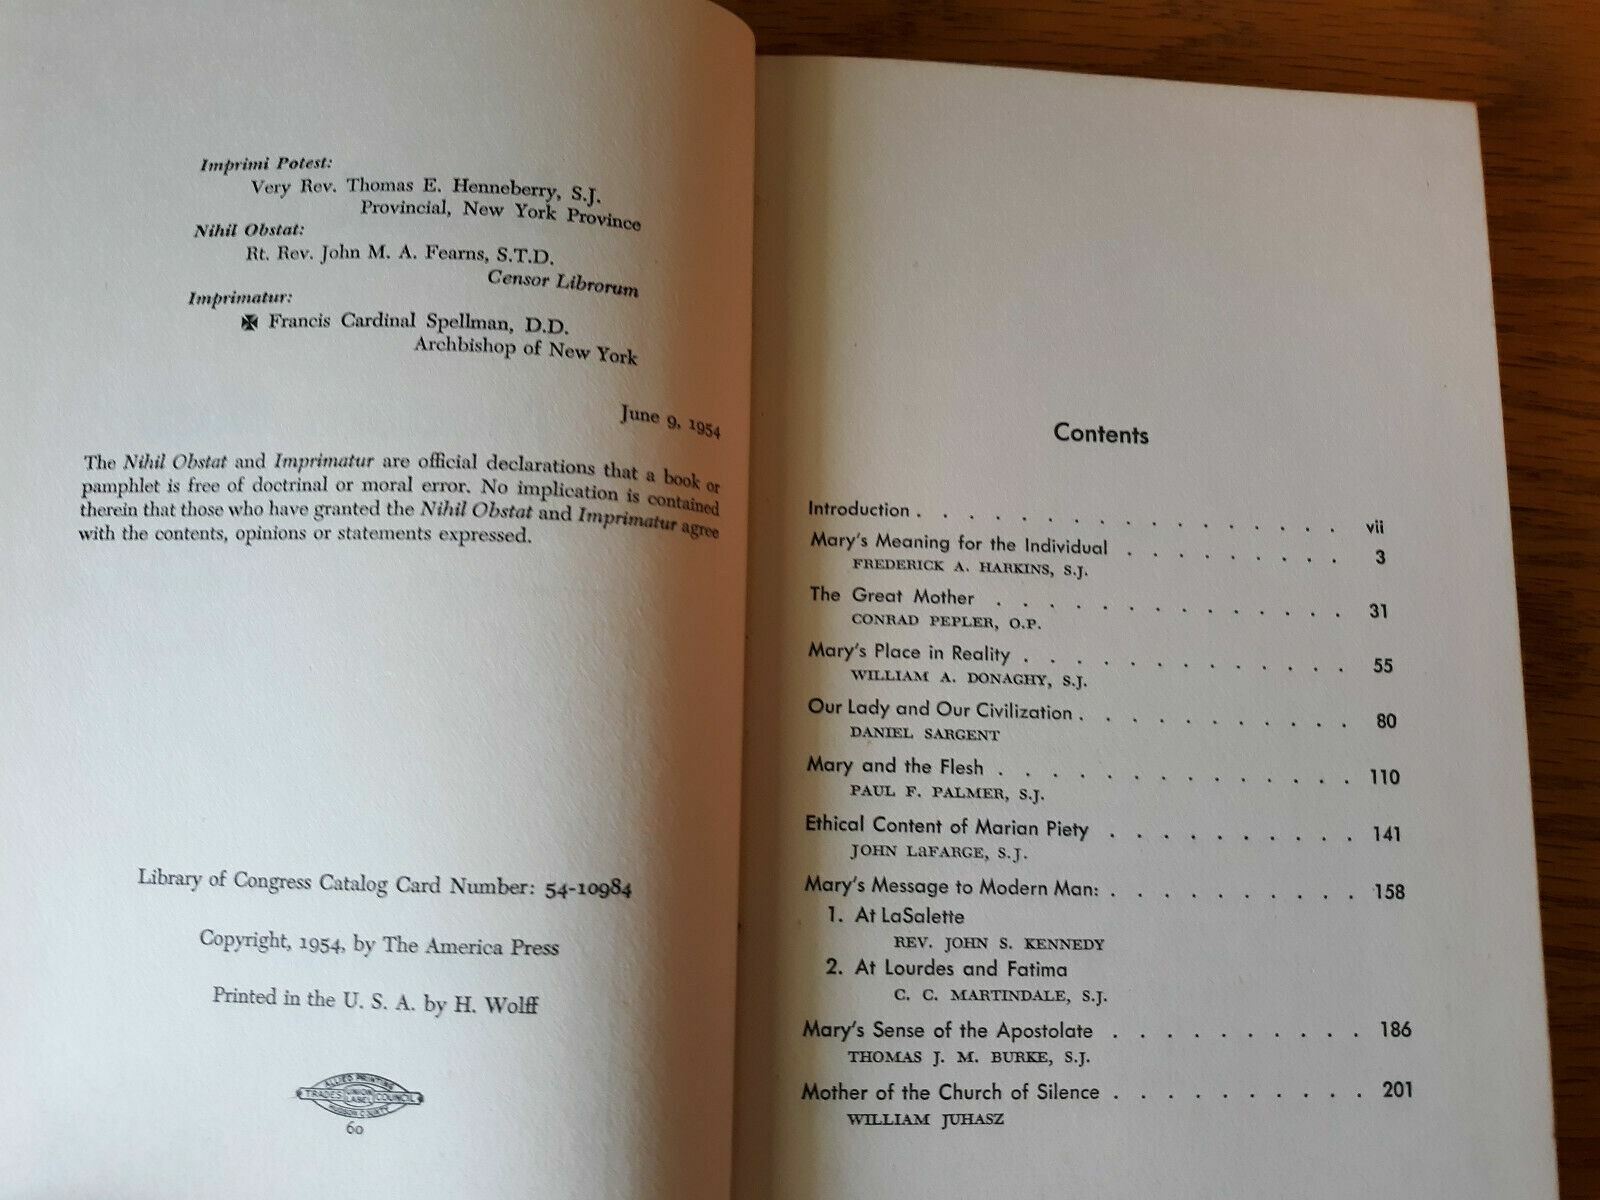 Imprimi Potest:
Very Rev. Thomas E. Henneberry, S.J.
Provincial, New York Province
Nihil Obstat:
Rt. Rev. John M. A. Fearns, S.T.D.
Censor Librorum
Imprimatur:
✠ Francis Cardinal Spellman, D.D.
Archbishop of New York
June 9, 1954
The Nihil Obstat and Imprimatur are official declarations that a book or
pamphlet is free of doctrinal or moral error. No implication is contained
therein that those who have granted the Nihil Obstat and Imprimatur agree
with the contents, opinions or statements expressed.
Library of Congress Catalog Card Number: 54-10984
Copyright, 1954, by The America Press
Printed in the U. S. A. by H. Wolff
ALLIED PRINTING
TRADES UNION LABEL COUNCIL
HUDSON COUNTY
60
Contents
Introduction . . . . . . . . . . . . . . . . . vii
Mary's Meaning for the Individual . . . . . . . . . 3
FREDERICK A. HARKINS, S.J.
The Great Mother . . . . . . . . . . . . . . 31
CONRAD PEPLER, O.P.
Mary's Place in Reality . . . . . . . . . . . . . 55
WILLIAM A. DONAGHY, S.J.
Our Lady and Our Civilization . . . . . . . . . . . 80
DANIEL SARGENT
Mary and the Flesh . . . . . . . . . . . . . . 110
PAUL F. PALMER, S.J.
Ethical Content of Marian Piety . . . . . . . . . . 141
JOHN LaFARGE, S.J.
Mary's Message to Modern Man: . . . . . . . . . . 158
1. At LaSalette
REV. JOHN S. KENNEDY
2. At Lourdes and Fatima
C. C. MARTINDALE, S.J.
Mary's Sense of the Apostolate . . . . . . . . . . 186
THOMAS J. M. BURKE, S.J.
Mother of the Church of Silence . . . . . . . . . . 201
WILLIAM JUHASZ